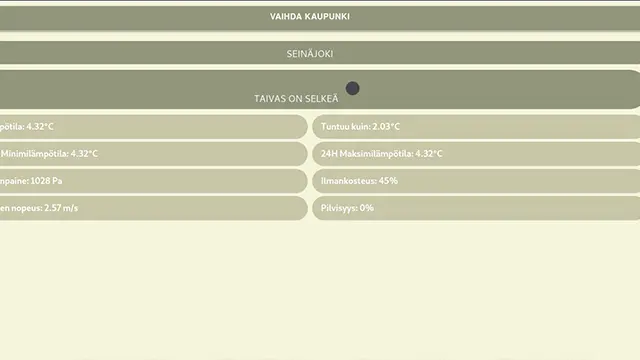 VAIHDA KAUPUNKI
SEINÄJOKI
TAIVAS ON SELKEÄ
pötila: 4.32°C
Tuntuu kuin: 2.03°C
Minimilämpötila: 4.32°C
24H Maksimilämpötila: 4.32°C
npaine: 1028 Pa
Ilmankosteus: 45%
en nopeus: 2.57 m/s
Pilvisyys: 0%